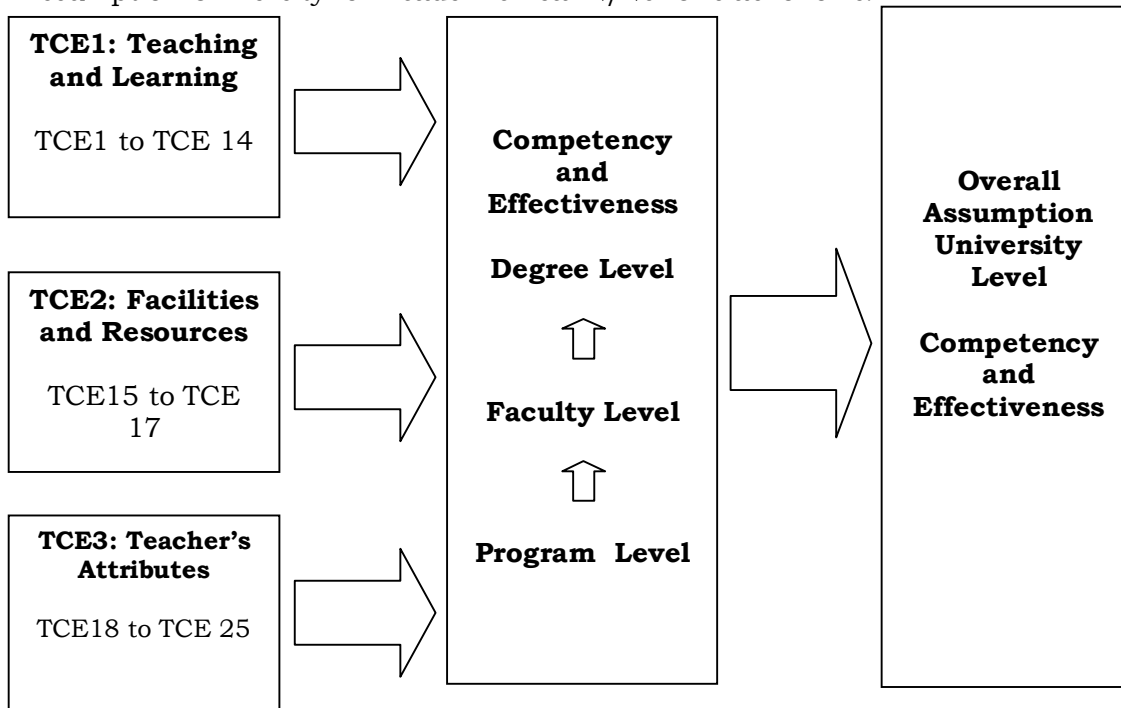 TCE1: Teaching
and Learning
TCE1 to TCE 14
TCE2: Facilities
and Resources
TCE15 to TCE
17
TCE3: Teacher's
Attributes
TCE18 to TCE 25
Competency
and
Effectiveness
Degree Level
Faculty Level
Program Level
Overall
Assumption
University
Level
Competency
and
Effectiveness